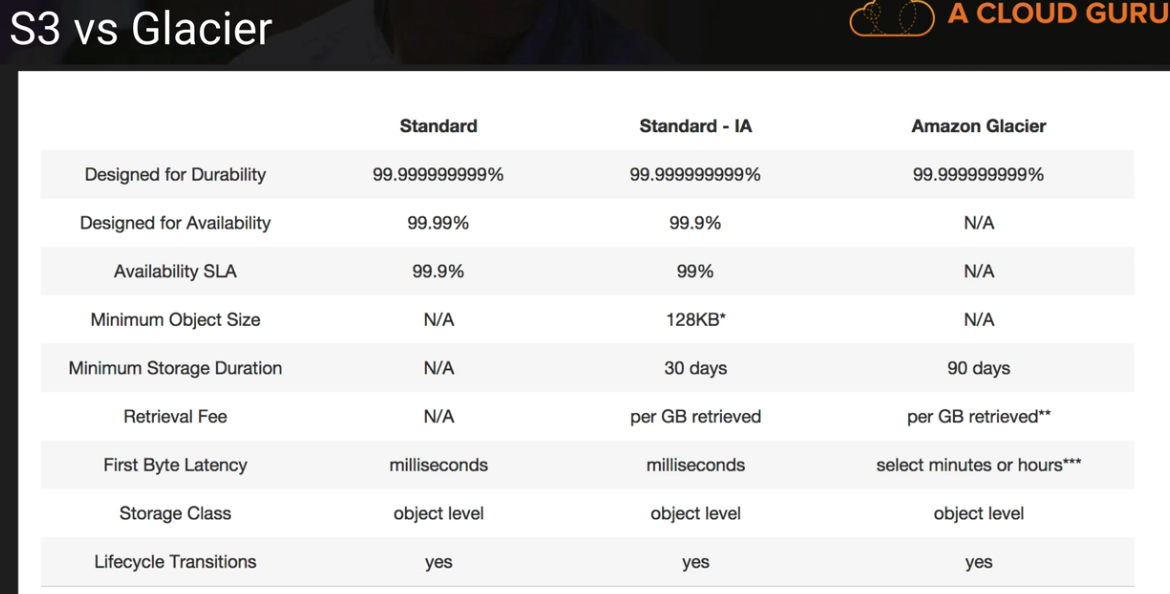 S3 vs Glacier
A CLOUD GURU
Standard Standard - IA Amazon Glacier
Designed for Durability 99.999999999% 99.999999999% 99.999999999%
Designed for Availability 99.99% 99.9% N/A
Availability SLA 99.9% 99% N/A
Minimum Object Size N/A 128KB* N/A
Minimum Storage Duration N/A 30 days 90 days
Retrieval Fee N/A per GB retrieved per GB retrieved**
First Byte Latency milliseconds milliseconds select minutes or hours***
Storage Class object level object level object level
Lifecycle Transitions yes yes yes